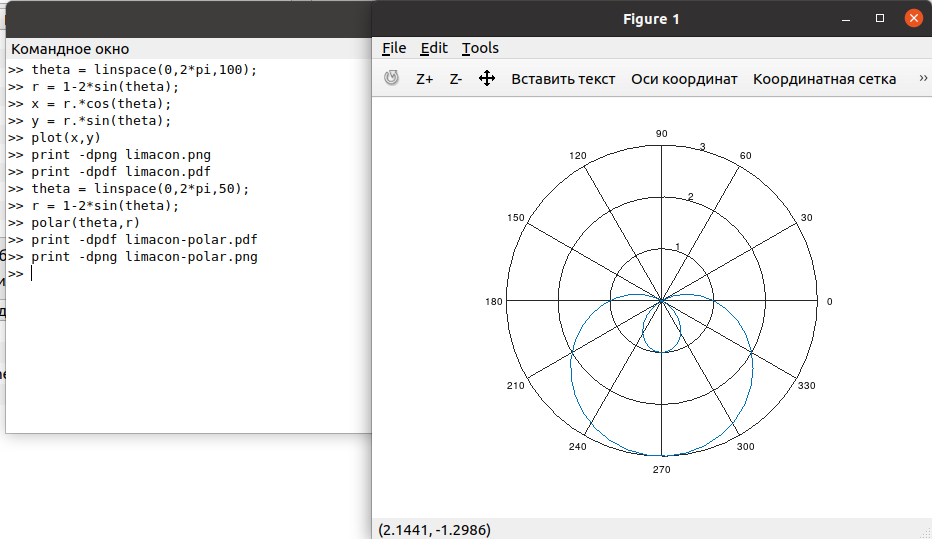 Figure 1
Командное окно
>> theta = linspace(0,2*pi,100);
>> r = 1-2*sin(theta);
>> x = r.*cos(theta);
>> y = r.*sin(theta);
>> plot(x,y)
>> print -dpng limacon.png
>> print -dpdf limacon.pdf
>> theta = linspace(0,2*pi,50);
>> r = 1-2*sin(theta);
>> polar(theta,r)
>> print -dpdf limacon-polar.pdf
>> print -dpng limacon-polar.png
>>
File Edit Tools
Z+ Z- Вставить текст Оси координат Координатная сетка »
90
120 3 60
150 2 30
1
180 0
210 330
240 300
270
(2.1441, -1.2986)